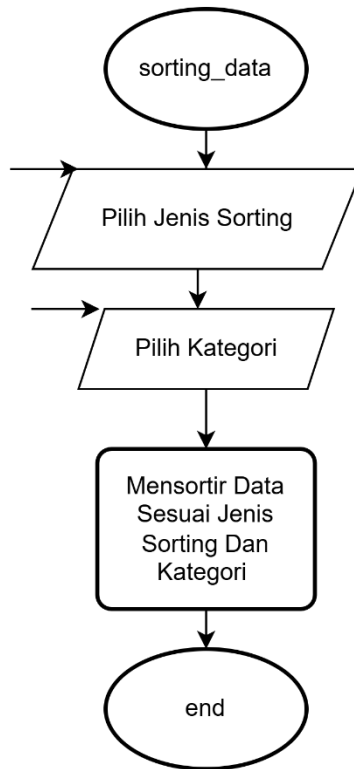 sorting_data
Pilih Jenis Sorting
Pilih Kategori
Mensortir Data
Sesuai Jenis
Sorting Dan
Kategori
end